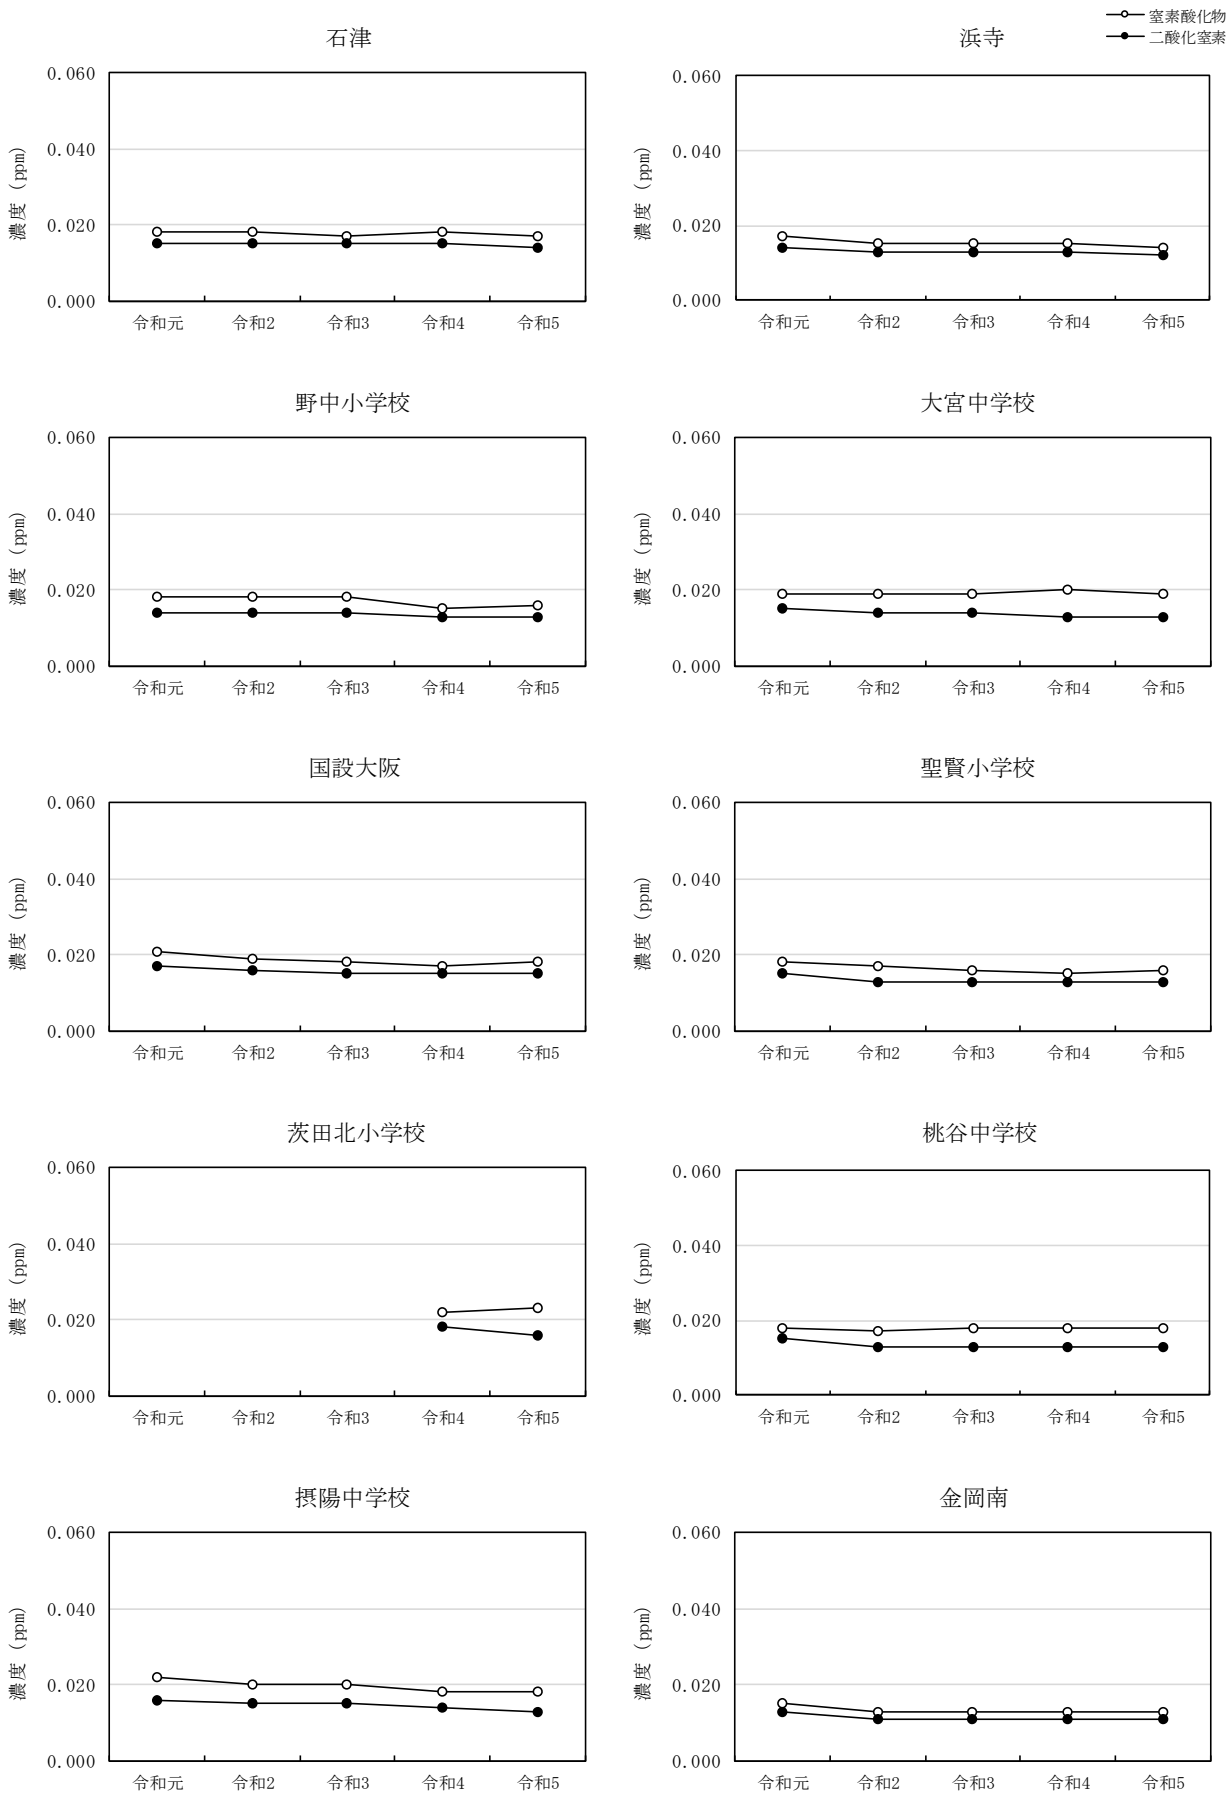 窒素酸化物
二酸化窒素
石津
0.060
0.040
0.020
0.000
濃度 (ppm)
令和元 令和2 令和3 令和4 令和5
浜寺
0.060
0.040
0.020
0.000
濃度 (ppm)
令和元 令和2 令和3 令和4 令和5
野中小学校
0.060
0.040
0.020
0.000
濃度 (ppm)
令和元 令和2 令和3 令和4 令和5
大宮中学校
0.060
0.040
0.020
0.000
濃度 (ppm)
令和元 令和2 令和3 令和4 令和5
国設大阪
0.060
0.040
0.020
0.000
濃度 (ppm)
令和元 令和2 令和3 令和4 令和5
聖賢小学校
0.060
0.040
0.020
0.000
濃度 (ppm)
令和元 令和2 令和3 令和4 令和5
茨田北小学校
0.060
0.040
0.020
0.000
濃度 (ppm)
令和元 令和2 令和3 令和4 令和5
桃谷中学校
0.060
0.040
0.020
0.000
濃度 (ppm)
令和元 令和2 令和3 令和4 令和5
摂陽中学校
0.060
0.040
0.020
0.000
濃度 (ppm)
令和元 令和2 令和3 令和4 令和5
金岡南
0.060
0.040
0.020
0.000
濃度 (ppm)
令和元 令和2 令和3 令和4 令和5